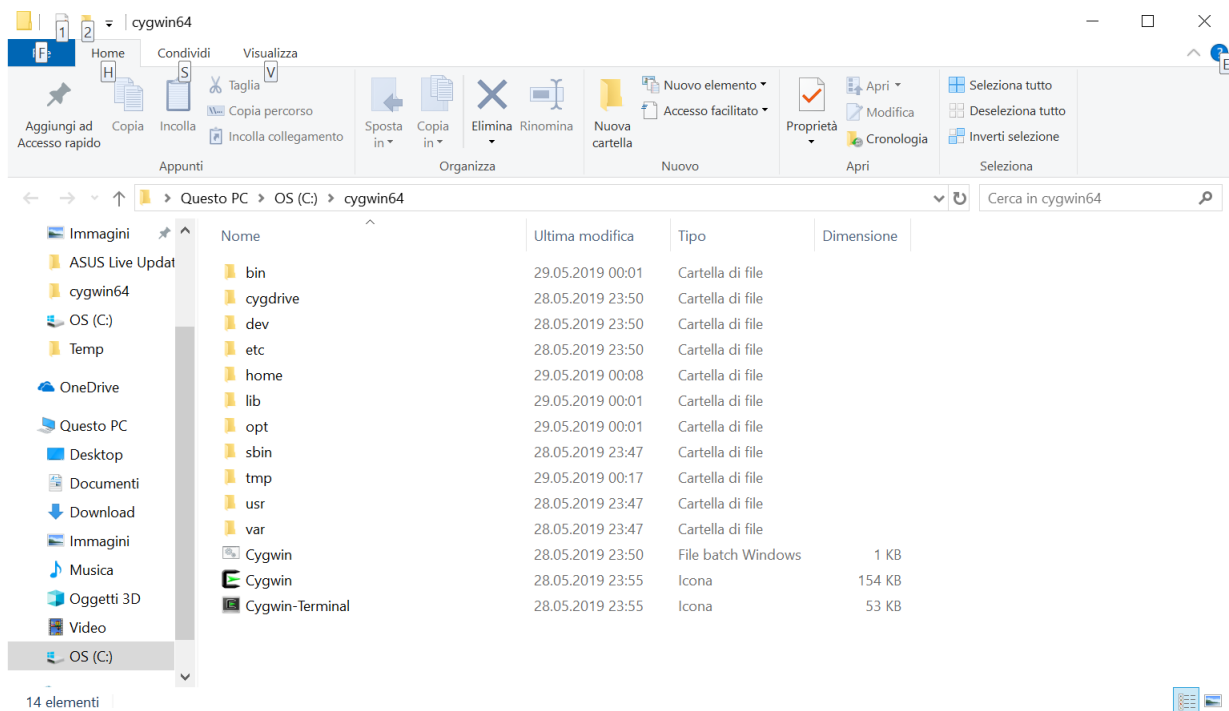 1 2 cygwin64
F Home Condividi Visualizza
H S V E
Taglia
Copia percorso
Incolla collegamento
Aggiungi ad
Accesso rapido
Copia
Incolla
Appunti
Sposta
in
Copia
in
Elimina
Rinomina
Organizza
Nuova
cartella
Nuovo elemento
Accesso facilitato
Nuovo
Proprietà
Apri
Modifica
Cronologia
Apri
Seleziona tutto
Deseleziona tutto
Inverti selezione
Seleziona
Questo PC > OS (C:) > cygwin64
Cerca in cygwin64
Immagini
ASUS Live Updat
cygwin64
OS (C:)
Temp
OneDrive
Questo PC
Desktop
Documenti
Download
Immagini
Musica
Oggetti 3D
Video
OS (C:)
Nome Ultima modifica Tipo Dimensione
bin 29.05.2019 00:01 Cartella di file
cygdrive 28.05.2019 23:50 Cartella di file
dev 28.05.2019 23:50 Cartella di file
etc 28.05.2019 23:50 Cartella di file
home 29.05.2019 00:08 Cartella di file
lib 29.05.2019 00:01 Cartella di file
opt 29.05.2019 00:01 Cartella di file
sbin 28.05.2019 23:47 Cartella di file
tmp 29.05.2019 00:17 Cartella di file
usr 28.05.2019 23:47 Cartella di file
var 28.05.2019 23:47 Cartella di file
Cygwin 28.05.2019 23:50 File batch Windows 1 KB
Cygwin 28.05.2019 23:55 Icona 154 KB
Cygwin-Terminal 28.05.2019 23:55 Icona 53 KB
14 elementi